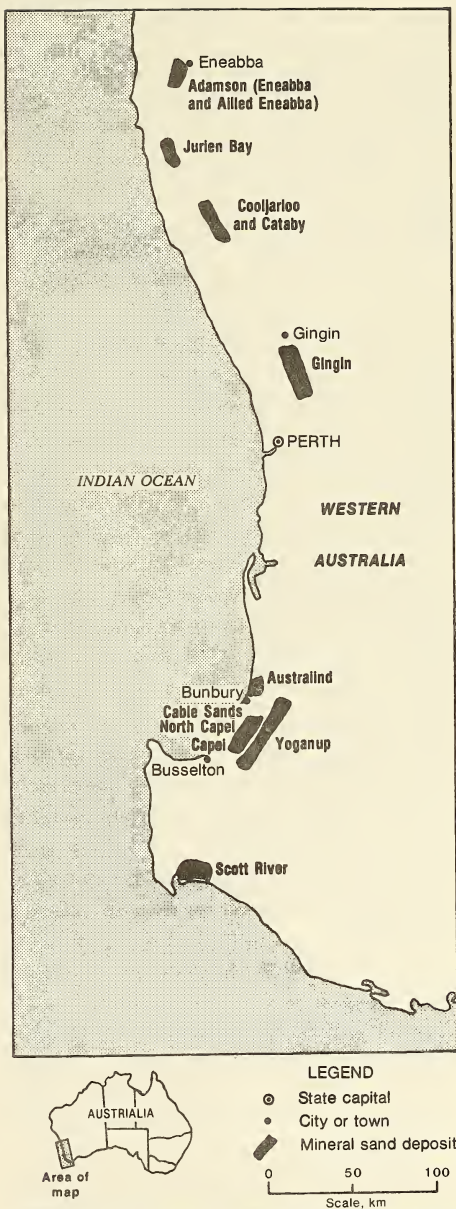 Eneabba
Adamson (Eneabba
and Allied Eneabba)
Jurien Bay
Cooljarloo
and Cataby
Gingin
Gingin
PERTH
INDIAN OCEAN
WESTERN
AUSTRALIA
Australind
Bunbury
Cable Sands
North Capel
Capel
Yoganup
Busselton
Scott River
AUSTRIALIA
Area of
map
LEGEND
State capital
City or town
Mineral sand deposit
0 50 100
Scale, km